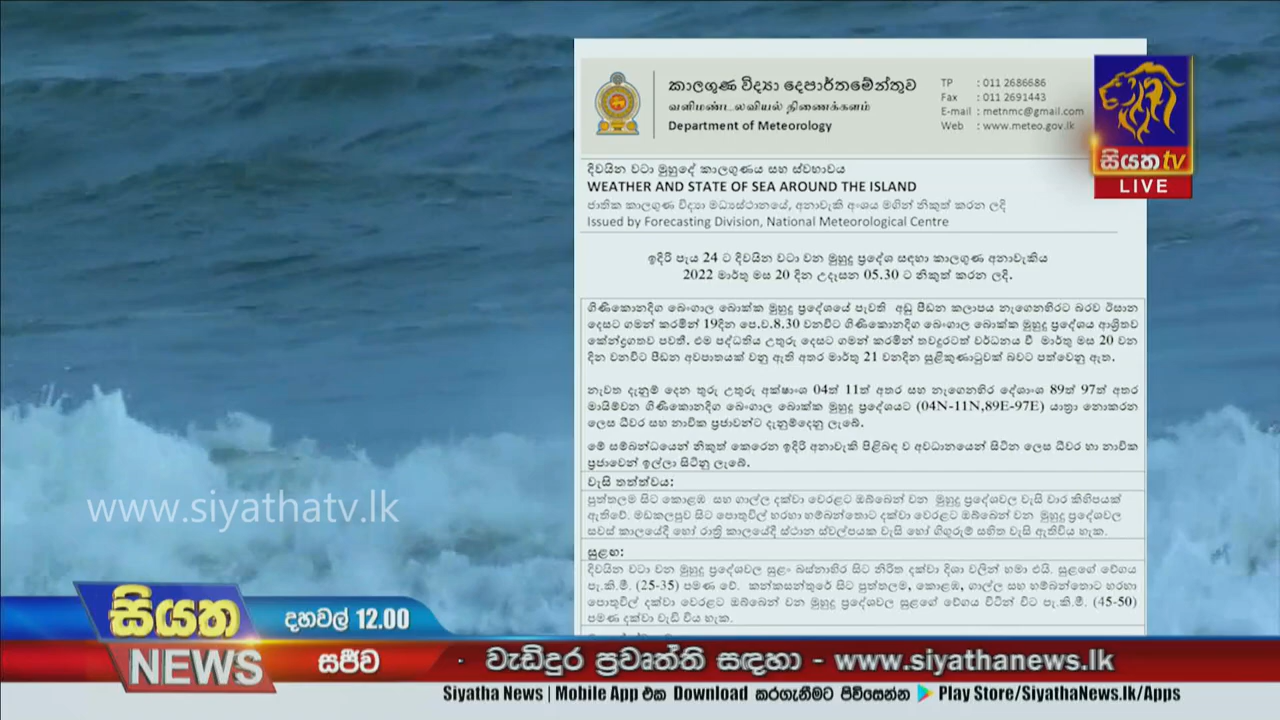 කාලගුණ විද්‍යා දෙපාර්තමේන්තුව
வளிமண்டலவியல் திணைக்களம்
Department of Meteorology
TP : 011 2686686
Fax : 011 2691443
E-mail : metnmc@gmail.com
Web : www.meteo.gov.lk
සියත tv
LIVE
දිවයින වටා මුහුදේ කාලගුණය සහ ස්වභාවය
WEATHER AND STATE OF SEA AROUND THE ISLAND
ජාතික කාලගුණ විද්‍යා මධ්‍යස්ථානයේ, අනාවැකි අංශය මගින් නිකුත් කරන ලදි
Issued by Forecasting Division, National Meteorological Centre
ඉදිරි පැය 24 ට දිවයින වටා වන මුහුදු ප්‍රදේශ සඳහා කාලගුණ අනාවැකිය
2022 මාර්තු මස 20 දින උදෑසන 05.30 ට නිකුත් කරන ලදි.
ගිණිකොනදිග බෙංගාල බොක්ක මුහුදු ප්‍රදේශයේ පැවති අඩු පීඩන කලාපය නැගෙනහිරට බරව ඊසාන
දෙසට ගමන් කරමින් 19දින පෙ.ව.8.30 වනවිට ගිණිකොනදිග බෙංගාල බොක්ක මුහුදු ප්‍රදේශය ආශ්‍රිතව
කේන්ද්‍රගතව පවතී. එම පද්ධතිය උතුරු දෙසට ගමන් කරමින් තවදුරටත් වර්ධනය වී මාර්තු මස 20 වන
දින වනවිට පීඩන අවපාතයක් වනු ඇති අතර මාර්තු 21 වනදින සුළිකුණාටුවක් බවට පත්වෙනු ඇත.
නැවත දැනුම් දෙන තුරු උතුරු අක්ෂාංශ 04ත් 11ත් අතර සහ නැගෙනහිර දේශාංශ 89ත් 97ත් අතර
මායිම්වන ගිණිකොනදිග බෙංගාල බොක්ක මුහුදු ප්‍රදේශයට (04N-11N,89E-97E) යාත්‍රා නොකරන
ලෙස ධීවර සහ නාවික ප්‍රජාවන්ට දැනුම්දෙනු ලැබේ.
මේ සම්බන්ධයෙන් නිකුත් කෙරෙන ඉදිරි අනාවැකි පිළිබඳ ව අවධානයෙන් සිටින ලෙස ධීවර හා නාවික
ප්‍රජාවෙන් ඉල්ලා සිටිනු ලැබේ.
වැසි තත්ත්වය:
පුත්තලම සිට කොළඹ සහ ගාල්ල දක්වා වෙරළට ඔබ්බෙන් වන මුහුදු ප්‍රදේශවල වැසි වාර කිහිපයක්
ඇතිවේ. මඩකලපුව සිට පොතුවිල් හරහා හම්බන්තොට දක්වා වෙරළට ඔබ්බෙන් වන මුහුදු ප්‍රදේශවල
සවස් කාලයේදී හෝ රාත්‍රි කාලයේදී ස්ථාන ස්වල්පයක වැසි හෝ ගිගුරුම් සහිත වැසි ඇතිවිය හැක.
සුළඟ:
දිවයින වටා වන මුහුදු ප්‍රදේශවල සුළං බස්නාහිර සිට නිරිත දක්වා දිශා වලින් හමා එයි. සුළගේ වේගය
පැ.කි.මී. (25-35) පමණ වේ. කන්කසන්තුරේ සිට පුත්තලම, කොළඹ, ගාල්ල සහ හම්බන්තොට හරහා
පොතුවිල් දක්වා වෙරළට ඔබ්බෙන් වන මුහුදු ප්‍රදේශවල සුළගේ වේගය විටින් විට පැ.කි.මී. (45-50)
පමණ දක්වා වැඩි විය හැක.
www.siyathatv.lk
සියත
NEWS
දහවල් 12.00
සජීව
· වැඩිදුර ප්‍රවෘත්ති සඳහා - www.siyathanews.lk
Siyatha News | Mobile App එක Download කරගැනීමට පිවිසෙන්න Play Store/SiyathaNews.lk/Apps